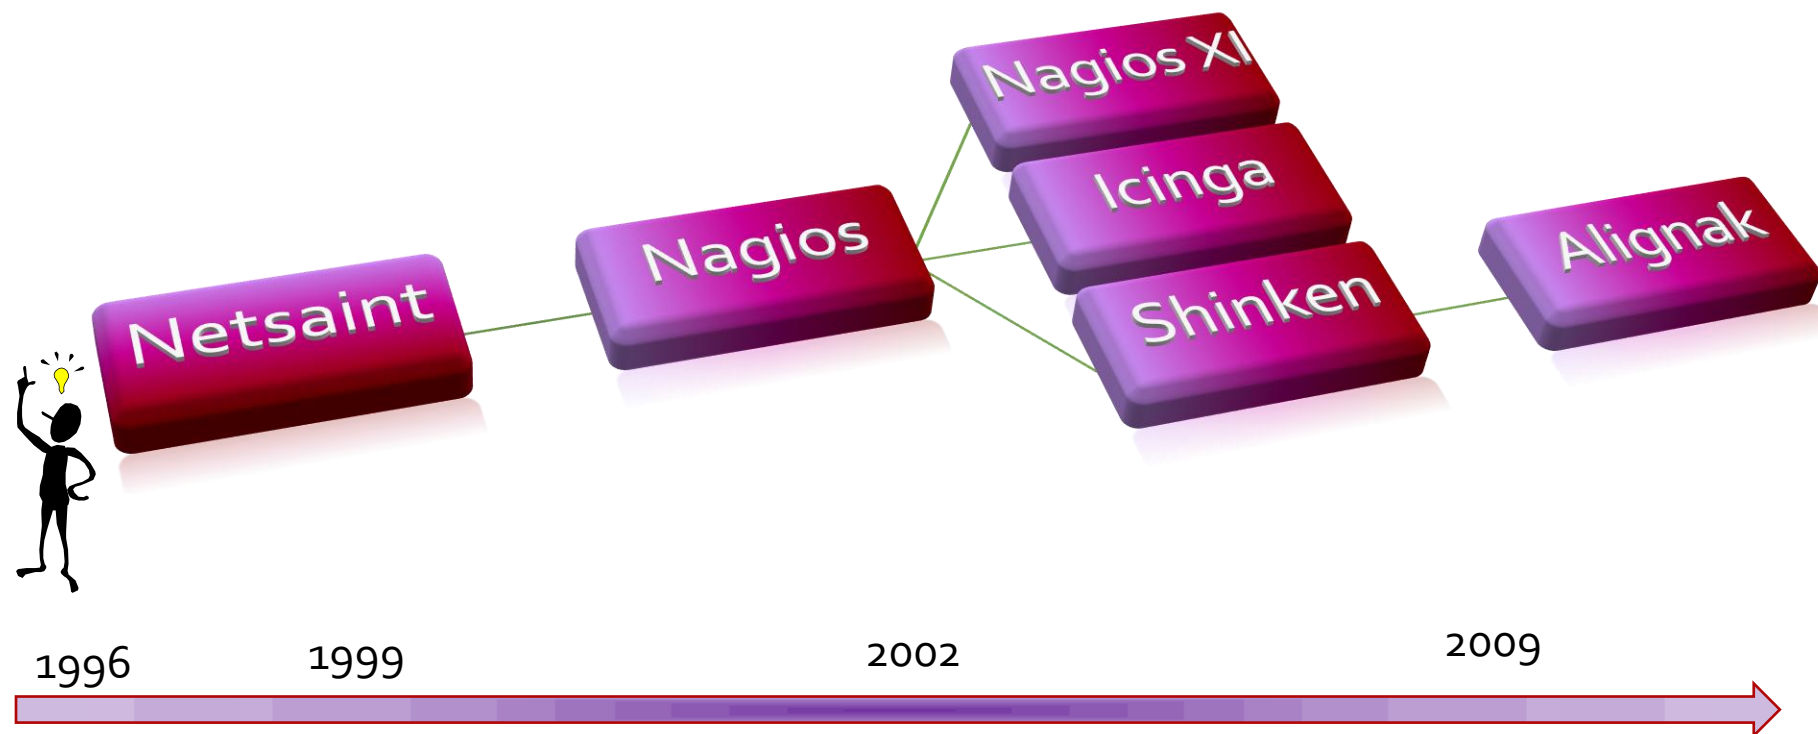 Nagios XI
Icinga
Nagios
Alignak
Netsaint
Shinken
1996
1999
2002
2009